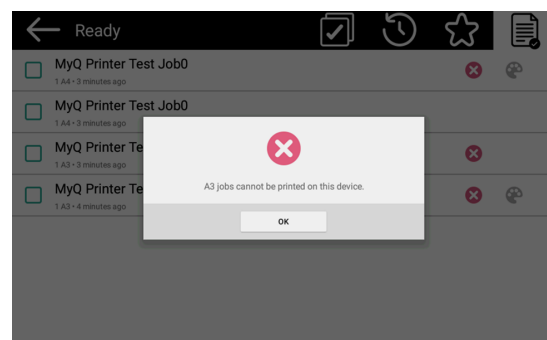 Ready
MyQ Printer Test Job0
1 A4 • 3 minutes ago
MyQ Printer Test Job0
1 A4 • 3 minutes ago
MyQ Printer Te
1 A3 • 3 minutes ago
MyQ Printer Te
1 A3 • 4 minutes ago
A3 jobs cannot be printed on this device.
OK